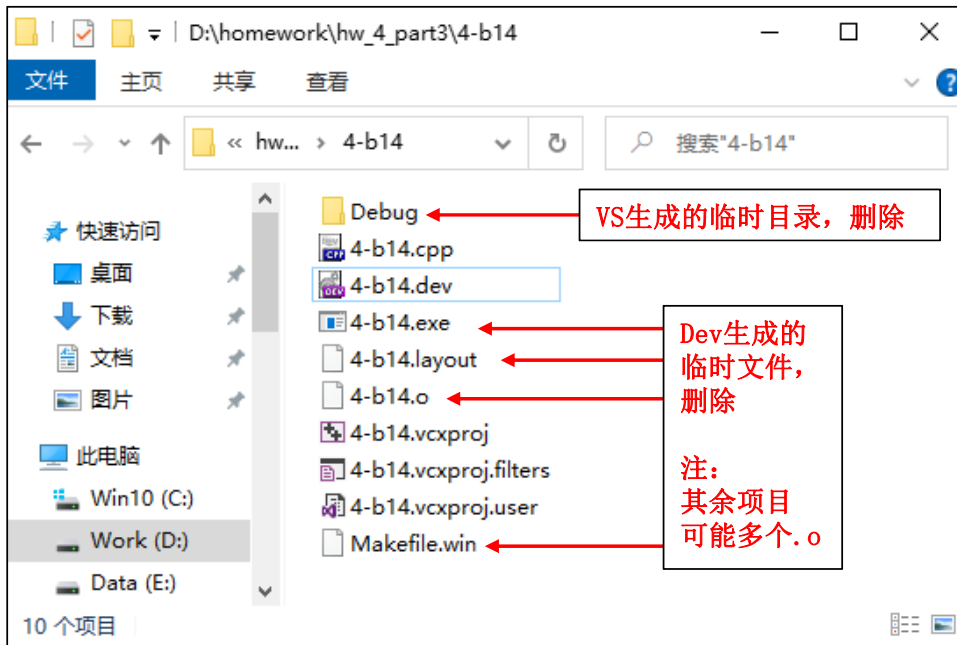 D:\homework\hw_4_part3\4-b14
文件 主页 共享 查看
?
« hw... › 4-b14
搜索"4-b14"
快速访问
桌面
下载
文档
图片
此电脑
Win10 (C:)
Work (D:)
Data (E:)
Debug
4-b14.cpp
4-b14.dev
4-b14.exe
4-b14.layout
4-b14.o
4-b14.vcxproj
4-b14.vcxproj.filters
4-b14.vcxproj.user
Makefile.win
VS生成的临时目录，删除
Dev生成的
临时文件，
删除
注：
其余项目
可能多个.o
10 个项目